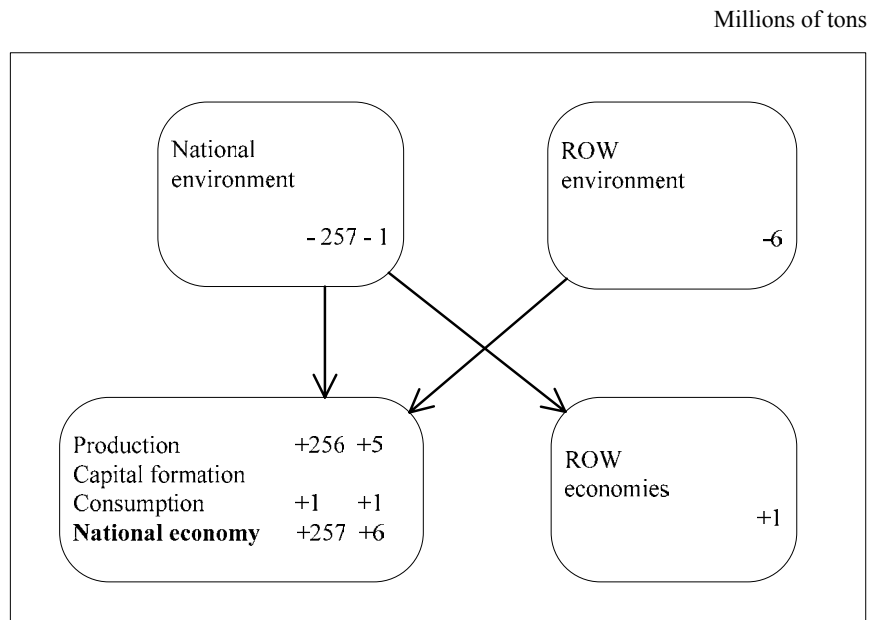 Millions of tons
National
environment
- 257 - 1
ROW
environment
-6
Production +256 +5
Capital formation
Consumption +1 +1
National economy +257 +6
ROW
economies
+1